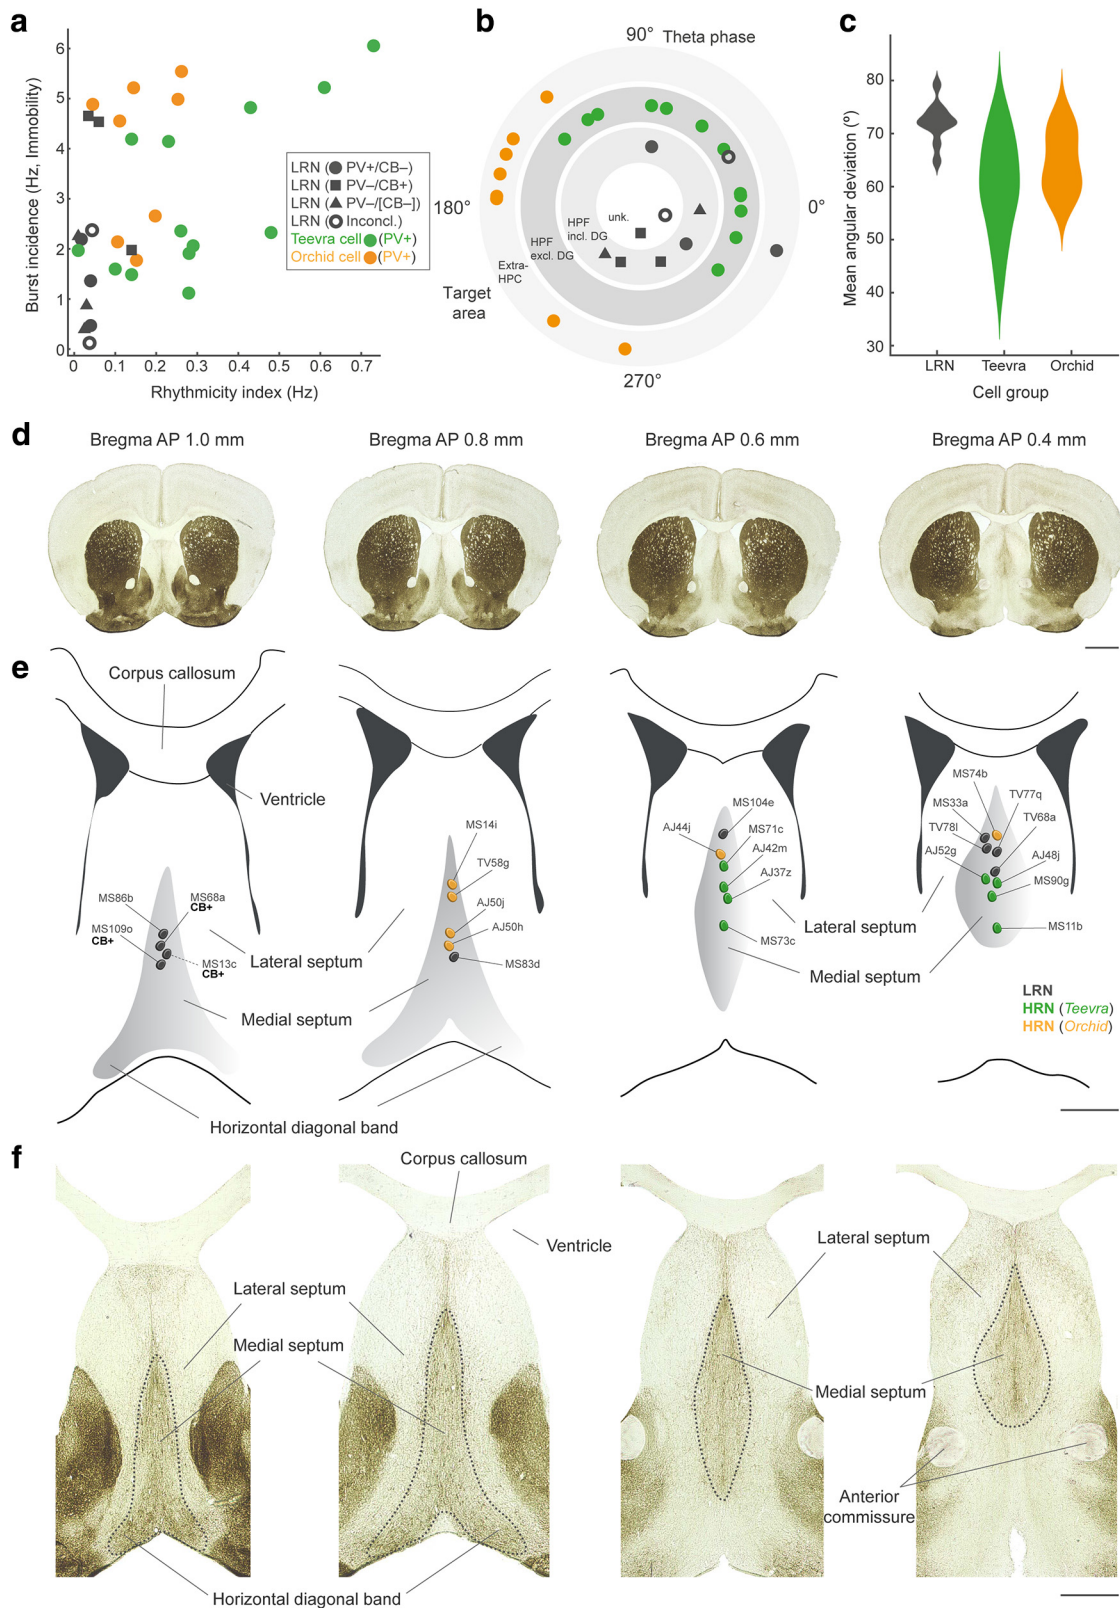 a
Burst incidence (Hz, Immobility)
6
5
4
3
2
1
0
0
0.1
0.2
0.3
0.4
0.5
0.6
0.7
Rhythmicity index (Hz)
LRN (● PV+/CB–)
LRN (■ PV–/CB+)
LRN (▲ PV–/[CB–])
LRN (○ Inconcl.)
Teevra cell ● (PV+)
Orchid cell ● (PV+)
b
90° Theta phase
180°
0°
270°
unk.
HPF
incl. DG
HPF
excl. DG
Extra-
HPC
Target
area
c
Mean angular deviation (°)
80
70
60
50
60
30
LRN
Teevra
Orchid
Cell group
d
Bregma AP 1.0 mm
Bregma AP 0.8 mm
Bregma AP 0.6 mm
Bregma AP 0.4 mm
e
Corpus callosum
Ventricle
MS86b
MS68a
CB+
MS109o
CB+
MS13c
CB+
Lateral septum
Medial septum
Horizontal diagonal band
MS14i
TV58g
AJ50j
AJ50h
MS83d
MS104e
AJ44j
MS71c
AJ42m
AJ37z
MS73c
Lateral septum
Medial septum
MS74b
MS33a
TV77q
TV78l
TV68a
AJ52g
AJ48j
MS90g
MS11b
LRN
HRN (Teevra)
HRN (Orchid)
f
Corpus callosum
Ventricle
Lateral septum
Medial septum
Horizontal diagonal band
Lateral septum
Medial septum
Anterior
commissure